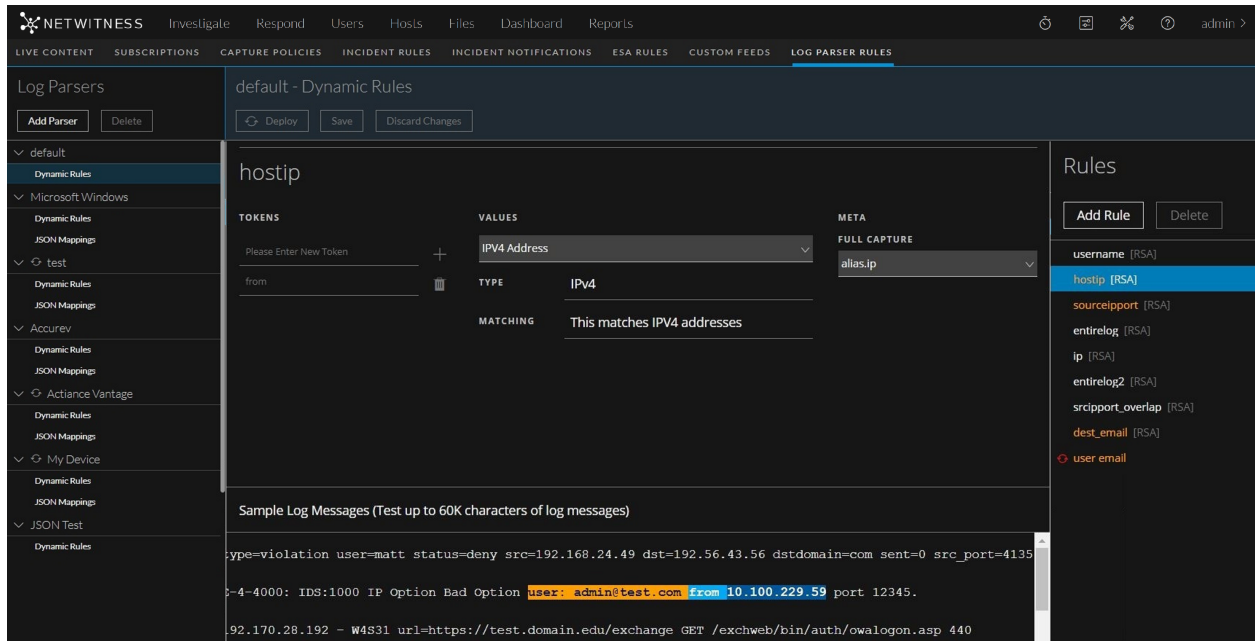 NETWITNESS Investigate Respond Users Hosts Files Dashboard Reports admin >
LIVE CONTENT SUBSCRIPTIONS CAPTURE POLICIES INCIDENT RULES INCIDENT NOTIFICATIONS ESA RULES CUSTOM FEEDS LOG PARSER RULES
Log Parsers
Add Parser Delete
default
Dynamic Rules
Microsoft Windows
Dynamic Rules
JSON Mappings
test
Dynamic Rules
JSON Mappings
Accurev
Dynamic Rules
JSON Mappings
Actiance Vantage
Dynamic Rules
JSON Mappings
My Device
Dynamic Rules
JSON Mappings
JSON Test
Dynamic Rules
default - Dynamic Rules
Deploy Save Discard Changes
hostip
TOKENS
Please Enter New Token
from
VALUES
IPV4 Address
TYPE IPv4
MATCHING This matches IPV4 addresses
META
FULL CAPTURE
alias.ip
Sample Log Messages (Test up to 60K characters of log messages)
type=violation user=matt status=deny src=192.168.24.49 dst=192.56.43.56 dstdomain=com sent=0 src_port=4135
-4-4000: IDS:1000 IP Option Bad Option user: admin@test.com from 10.100.229.59 port 12345.
92.170.28.192 - W4S31 url=https://test.domain.edu/exchange GET /exchweb/bin/auth/owalogon.asp 440
Rules
Add Rule Delete
username [RSA]
hostip [RSA]
sourceipport [RSA]
entirelog [RSA]
ip [RSA]
entirelog2 [RSA]
srcipport_overlap [RSA]
dest_email [RSA]
user email